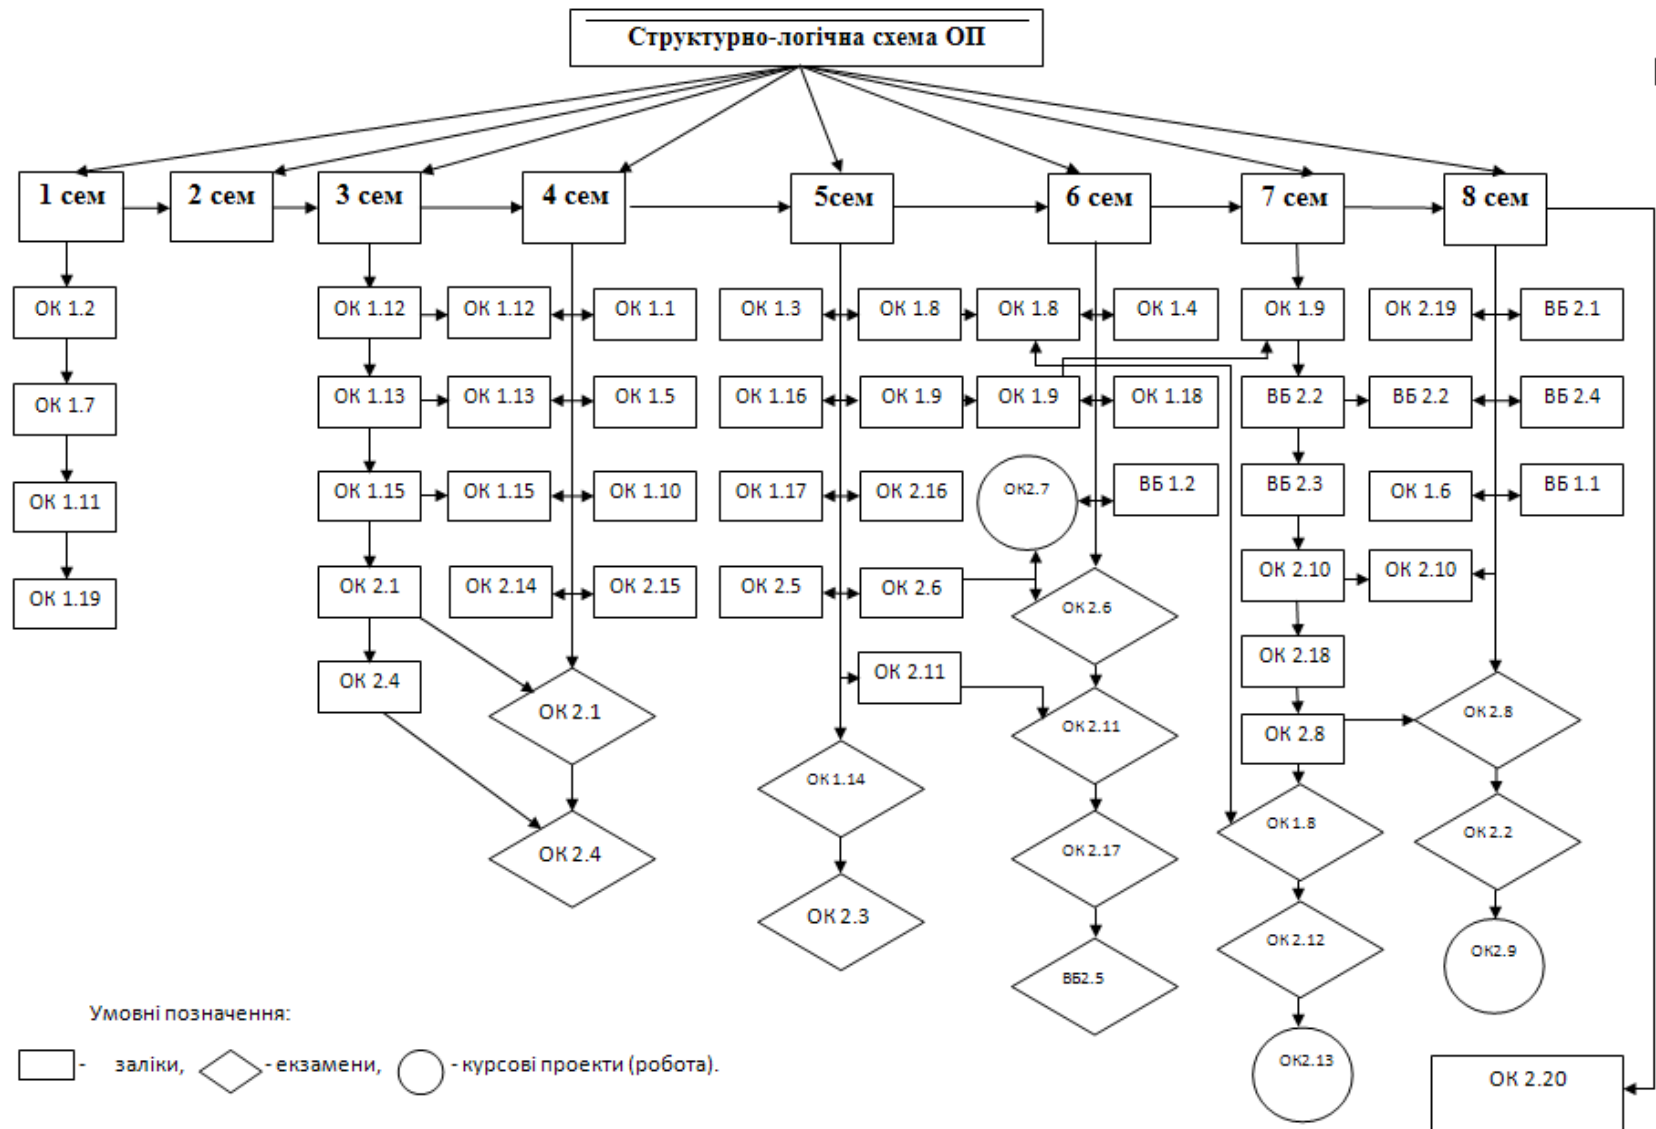 Структурно-логічна схема ОП
1 сем
2 сем
3 сем
4 сем
5сем
6 сем
7 сем
8 сем
ОК 1.2
ОК 1.12
ОК 1.12
ОК 1.1
ОК 1.3
ОК 1.8
ОК 1.8
ОК 1.4
ОК 1.9
ОК 2.19
ВБ 2.1
ОК 1.7
ОК 1.13
ОК 1.13
ОК 1.5
ОК 1.16
ОК 1.9
ОК 1.9
ОК 1.18
ВБ 2.2
ВБ 2.2
ВБ 2.4
ОК 1.11
ОК 1.15
ОК 1.15
ОК 1.10
ОК 1.17
ОК 2.16
ОК2.7
ВБ 1.2
ВБ 2.3
ОК 1.6
ВБ 1.1
ОК 1.19
ОК 2.1
ОК 2.14
ОК 2.15
ОК 2.5
ОК 2.6
ОК 2.6
ОК 2.10
ОК 2.10
ОК 2.4
ОК 2.1
ОК 2.11
ОК 2.11
ОК 2.18
ОК 2.8
ОК 2.8
ОК 1.14
ОК 2.4
ОК 2.3
ОК 2.17
ОК 1.8
ОК 2.2
ОК 2.12
ОК2.9
ВБ2.5
ОК2.13
ОК 2.20
Умовні позначення:
- заліки, - екзамени, - курсові проекти (робота).